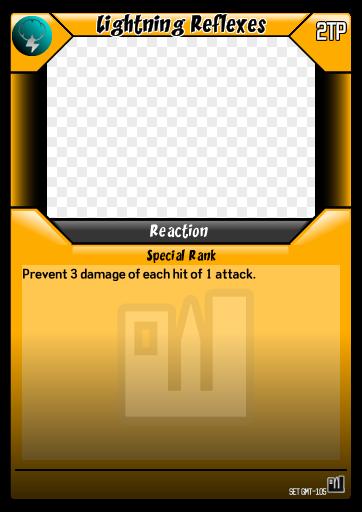 Lightning Reflexes
2TP
Reaction
Special Rank
Prevent 3 damage of each hit of 1 attack.
SET GMT-105